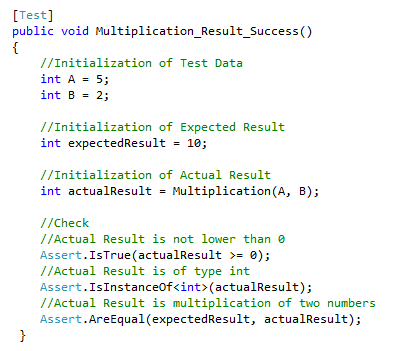 [Test]
public void Multiplication_Result_Success()
{
//Initialization of Test Data
int A = 5;
int B = 2;
//Initialization of Expected Result
int expectedResult = 10;
//Initialization of Actual Result
int actualResult = Multiplication(A, B);
//Check
//Actual Result is not lower than 0
Assert.IsTrue(actualResult >= 0);
//Actual Result is of type int
Assert.IsInstanceOf<int>(actualResult);
//Actual Result is multiplication of two numbers
Assert.AreEqual(expectedResult, actualResult);
}